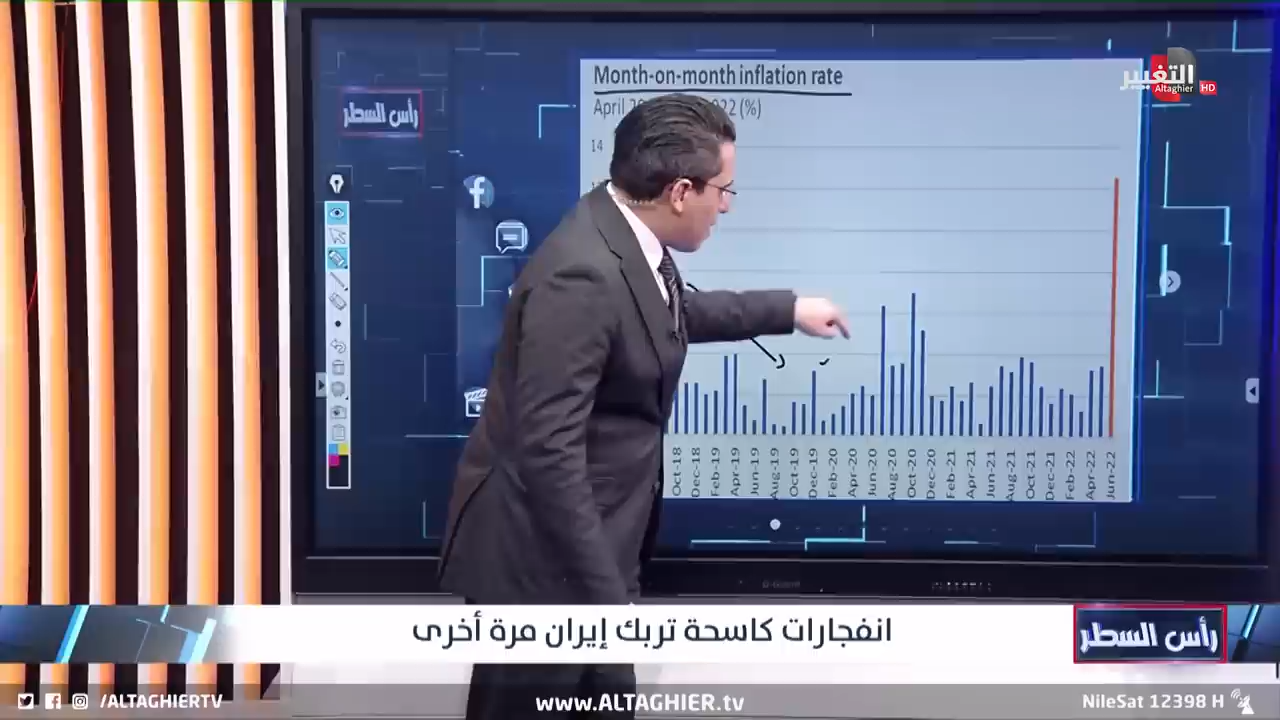 Month-on-month inflation rate
April 20 022 (%)
14
Oct-18
Dec-18
Feb-19
Apr-19
Jun-19
Aug-19
Oct-19
Dec-19
Feb-20
Apr-20
Jun-20
Aug-20
Oct-20
Dec-20
Feb-21
Apr-21
Jun-21
Aug-21
Oct-21
Dec-21
Feb-22
Apr-22
Jun-22
رأس السطر
التغيير
Altaghier HD
انفجارات كاسحة تربك إيران مرة أخرى
رأس السطر
/ALTAGHIERTV
www.ALTAGHIER.tv
NileSat 12398 H